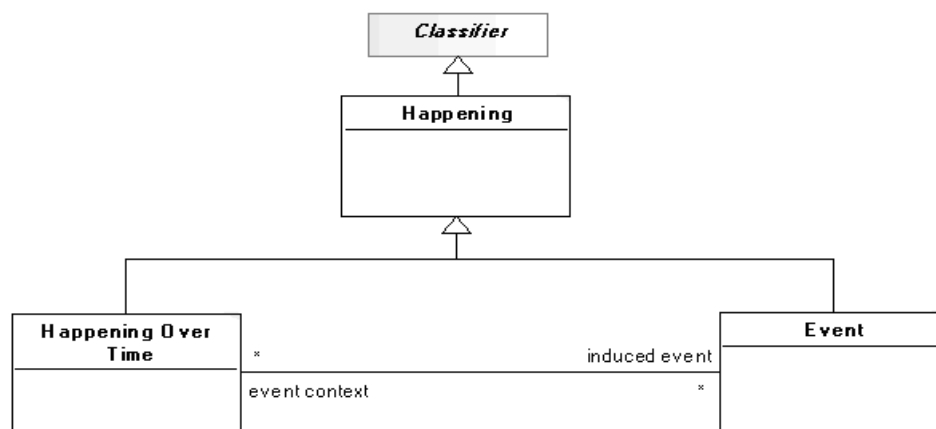 Classifier
Happening
Happening Over
Time
Event
*
induced event
event context
*